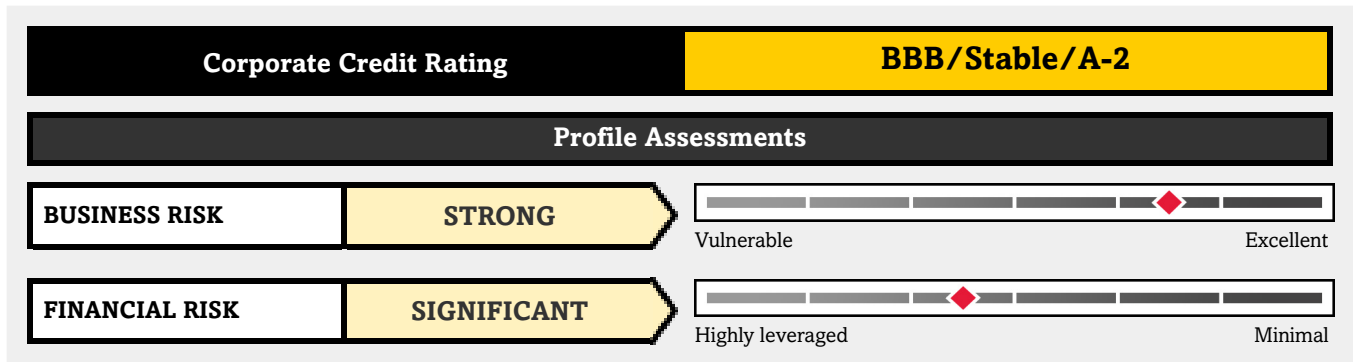 Corporate Credit Rating
BBB/Stable/A-2
Profile Assessments
BUSINESS RISK
STRONG
Vulnerable
Excellent
FINANCIAL RISK
SIGNIFICANT
Highly leveraged
Minimal